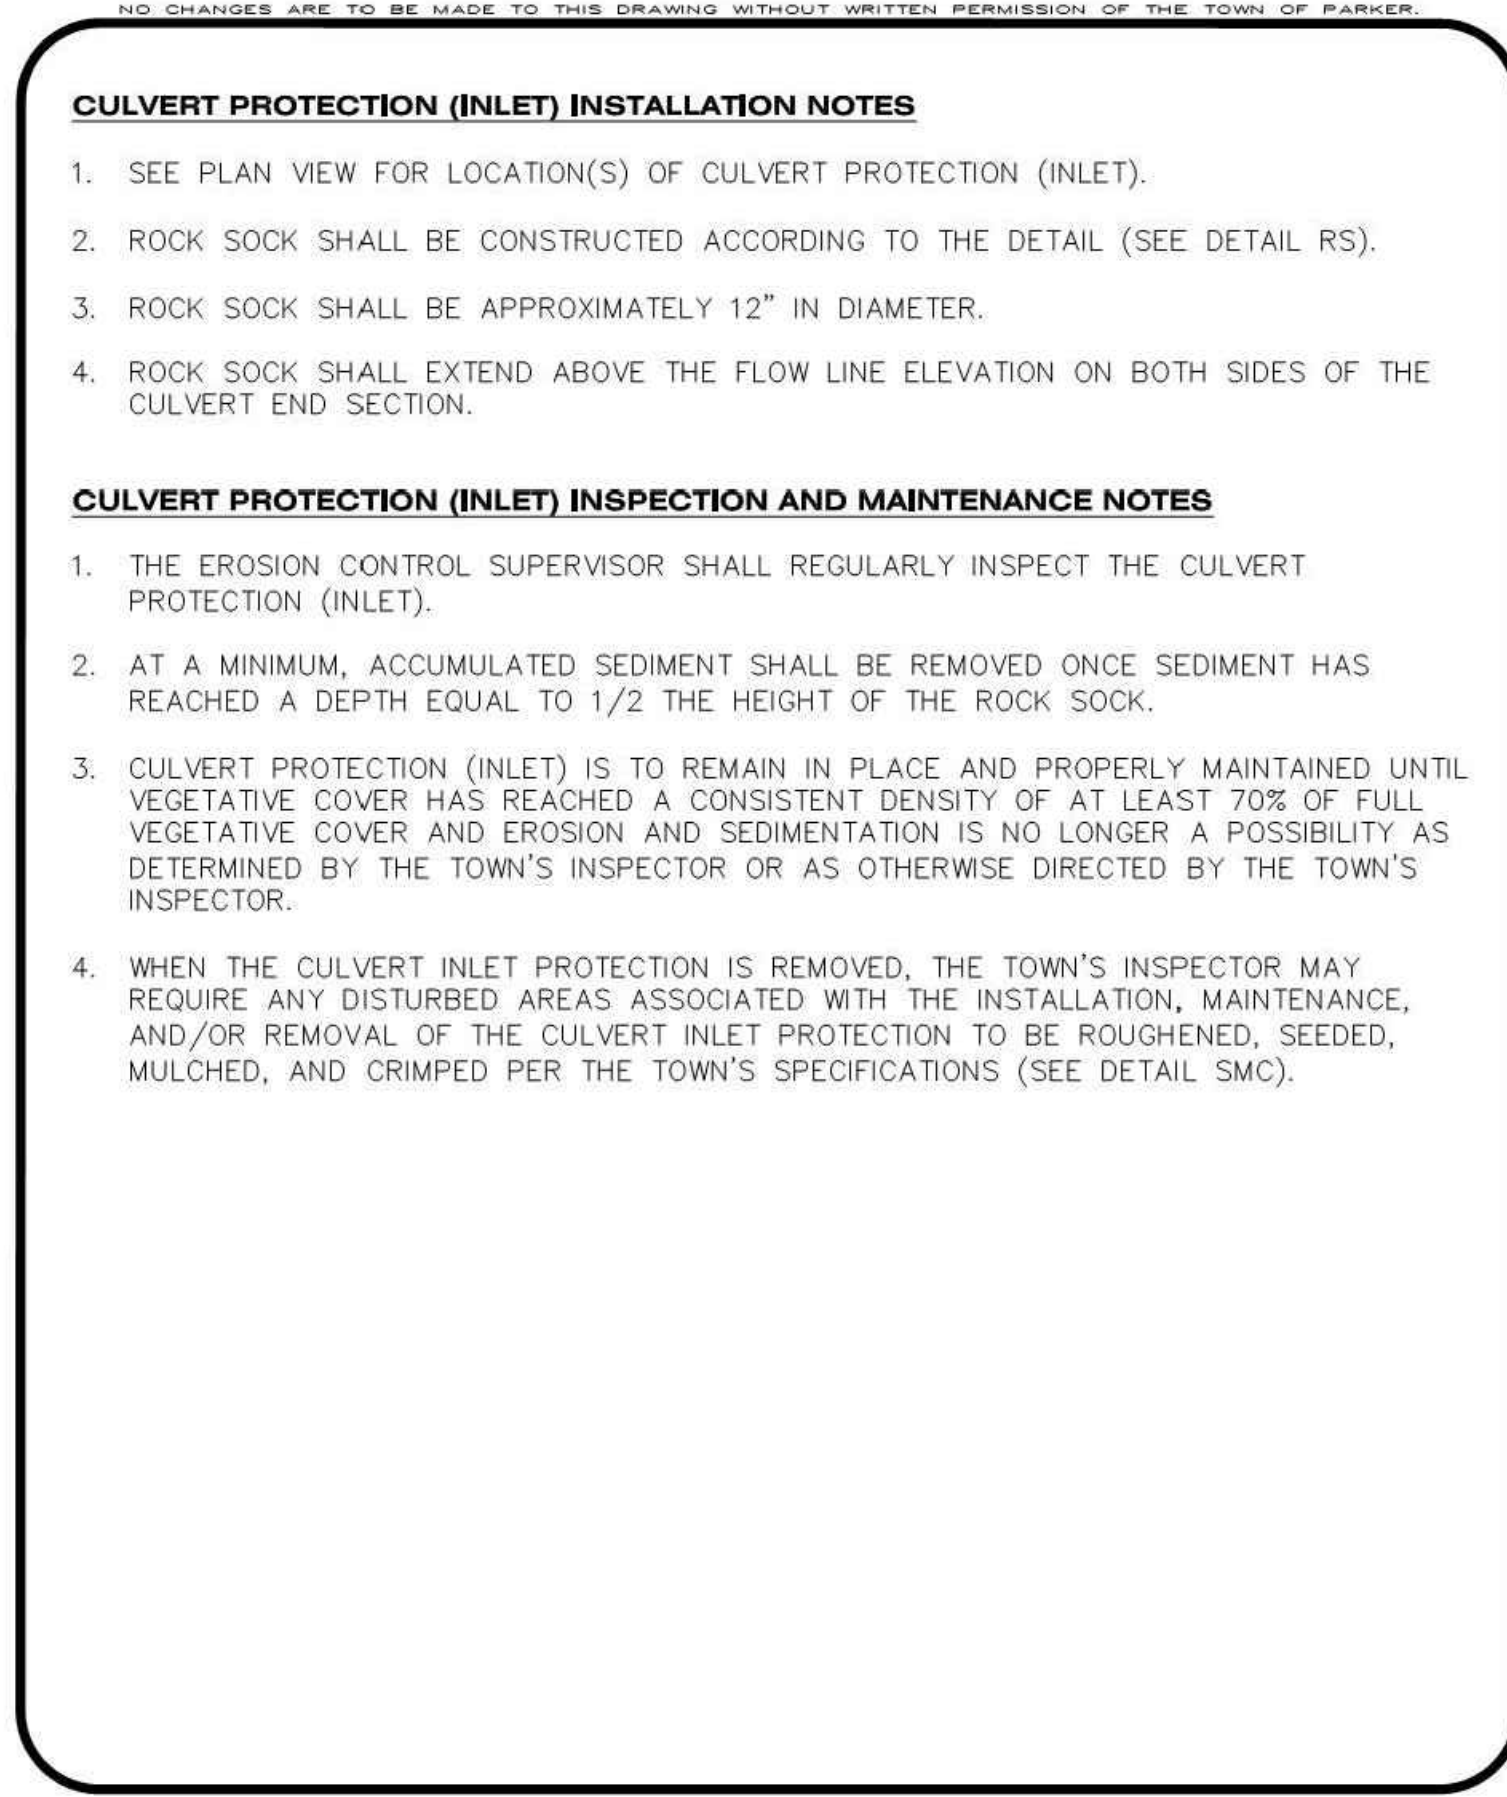 NO CHANGES ARE TO BE MADE TO THIS DRAWING WITHOUT WRITTEN PERMISSION OF THE TOWN OF PARKER.
CULVERT PROTECTION (INLET) INSTALLATION NOTES
1. SEE PLAN VIEW FOR LOCATION(S) OF CULVERT PROTECTION (INLET).
2. ROCK SOCK SHALL BE CONSTRUCTED ACCORDING TO THE DETAIL (SEE DETAIL RS).
3. ROCK SOCK SHALL BE APPROXIMATELY 12” IN DIAMETER.
4. ROCK SOCK SHALL EXTEND ABOVE THE FLOW LINE ELEVATION ON BOTH SIDES OF THE
CULVERT END SECTION.
CULVERT PROTECTION (INLET) INSPECTION AND MAINTENANCE NOTES
1. THE EROSION CONTROL SUPERVISOR SHALL REGULARLY INSPECT THE CULVERT
PROTECTION (INLET).
2. AT A MINIMUM, ACCUMULATED SEDIMENT SHALL BE REMOVED ONCE SEDIMENT HAS
REACHED A DEPTH EQUAL TO 1/2 THE HEIGHT OF THE ROCK SOCK.
3. CULVERT PROTECTION (INLET) IS TO REMAIN IN PLACE AND PROPERLY MAINTAINED UNTIL
VEGETATIVE COVER HAS REACHED A CONSISTENT DENSITY OF AT LEAST 70% OF FULL
VEGETATIVE COVER AND EROSION AND SEDIMENTATION IS NO LONGER A POSSIBILITY AS
DETERMINED BY THE TOWN'S INSPECTOR OR AS OTHERWISE DIRECTED BY THE TOWN'S
INSPECTOR.
4. WHEN THE CULVERT INLET PROTECTION IS REMOVED, THE TOWN'S INSPECTOR MAY
REQUIRE ANY DISTURBED AREAS ASSOCIATED WITH THE INSTALLATION, MAINTENANCE,
AND/OR REMOVAL OF THE CULVERT INLET PROTECTION TO BE ROUGHENED, SEEDED,
MULCHED, AND CRIMPED PER THE TOWN'S SPECIFICATIONS (SEE DETAIL SMC).